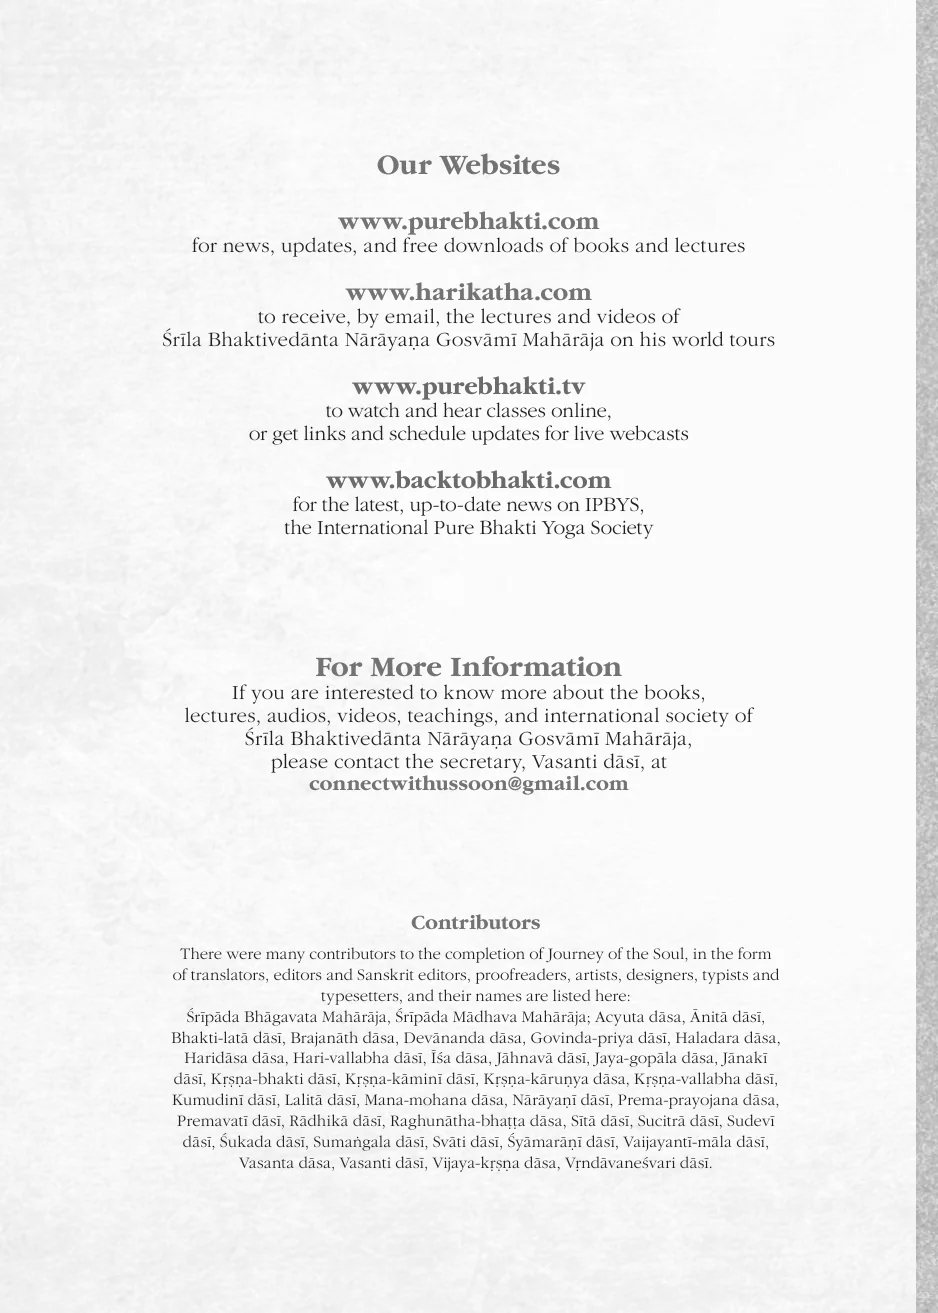 Our Websites
www.purebhakti.com
for news, updates, and free downloads of books and lectures
www.harikatha.com
to receive, by email, the lectures and videos of
Śrīla Bhaktivedānta Nārāyaṇa Gosvāmī Mahārāja on his world tours
www.purebhakti.tv
to watch and hear classes online,
or get links and schedule updates for live webcasts
www.backtobhakti.com
for the latest, up-to-date news on IPBYS,
the International Pure Bhakti Yoga Society
For More Information
If you are interested to know more about the books,
lectures, audios, videos, teachings, and international society of
Śrīla Bhaktivedānta Nārāyaṇa Gosvāmī Mahārāja,
please contact the secretary, Vasanti dāsī, at
connectwithussoon@gmail.com
Contributors
There were many contributors to the completion of Journey of the Soul, in the form
of translators, editors and Sanskrit editors, proofreaders, artists, designers, typists and
typesetters, and their names are listed here:
Śrīpāda Bhāgavata Mahārāja, Śrīpāda Mādhava Mahārāja; Acyuta dāsa, Ānitā dāsī,
Bhakti-latā dāsī, Brajanāth dāsa, Devānanda dāsa, Govinda-priya dāsī, Haladara dāsa,
Haridāsa dāsa, Hari-vallabha dāsī, Īśa dāsa, Jāhnavā dāsī, Jaya-gopāla dāsa, Jānakī
dāsī, Kṛṣṇa-bhakti dāsī, Kṛṣṇa-kāminī dāsī, Kṛṣṇa-kāruṇya dāsa, Kṛṣṇa-vallabha dāsī,
Kumudinī dāsī, Lalitā dāsī, Mana-mohana dāsa, Nārāyaṇī dāsī, Prema-prayojana dāsa,
Premavatī dāsī, Rādhikā dāsī, Raghunātha-bhaṭṭa dāsa, Sītā dāsī, Sucitrā dāsī, Sudevī
dāsī, Śukada dāsī, Sumaṅgala dāsī, Svāti dāsī, Śyāmarāṇī dāsī, Vaijayantī-māla dāsī,
Vasanta dāsa, Vasanti dāsī, Vijaya-kṛṣṇa dāsa, Vṛndāvaneśvari dāsī.